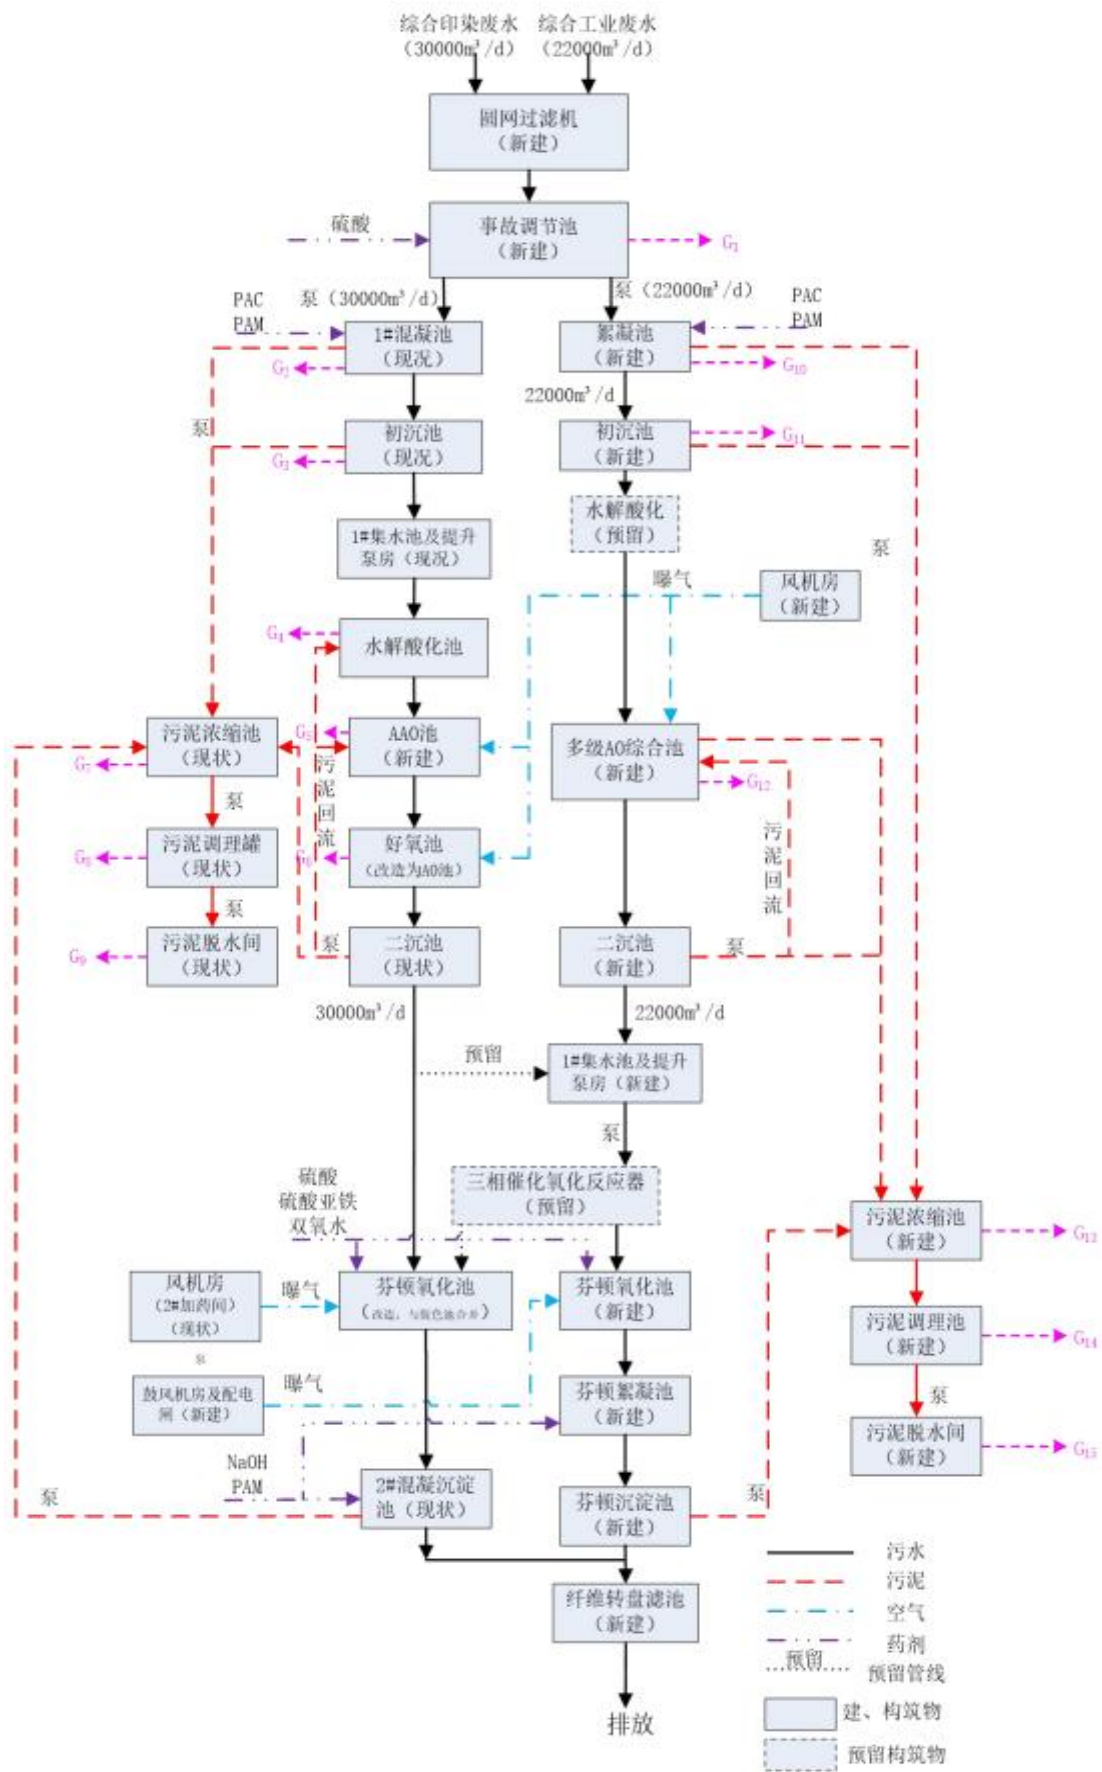 综合印染废水
(30000m³/d)
综合工业废水
(22000m³/d)
圆网过滤机
(新建)
硫酸
事故调节池
(新建)
G₁
泵(30000m³/d)
泵(22000m³/d)
PAC
PAM
1#混凝池
(现况)
絮凝池
(新建)
PAC
PAM
G₁₀
22000m³/d
泵
初沉池
(现况)
初沉池
(新建)
G₁₁
1#集水池及提升
泵房(现况)
水解酸化
(预留)
泵
曝气
风机房
(新建)
G₄
水解酸化池
污泥浓缩池
(现状)
G₇
G₅
AAO池
(新建)
多级AO综合池
(新建)
G₁₂
泵
污泥回流
污泥调理罐
(现状)
G₈
G₆
好氧池
(改造为AO池)
污泥回流
泵
污泥脱水间
(现状)
G₉
泵
二沉池
(现状)
二沉池
(新建)
泵
30000m³/d
22000m³/d
预留
1#集水池及提升
泵房(新建)
泵
硫酸
硫酸亚铁
双氧水
三相催化氧化反应器
(预留)
污泥浓缩池
(新建)
G₁₃
风机房
(2#加药间)
(现状)
曝气
芬顿氧化池
(改造,与脱色池合并)
芬顿氧化池
(新建)
污泥调理池
(新建)
G₁₄
鼓风机房及配电
间(新建)
曝气
芬顿絮凝池
(新建)
泵
污泥脱水间
(新建)
G₁₅
NaOH
PAM
泵
2#混凝沉淀
池(现状)
芬顿沉淀池
(新建)
泵
纤维转盘滤池
(新建)
排放
污水
污泥
空气
药剂
预留
预留管线
建、构筑物
预留构筑物